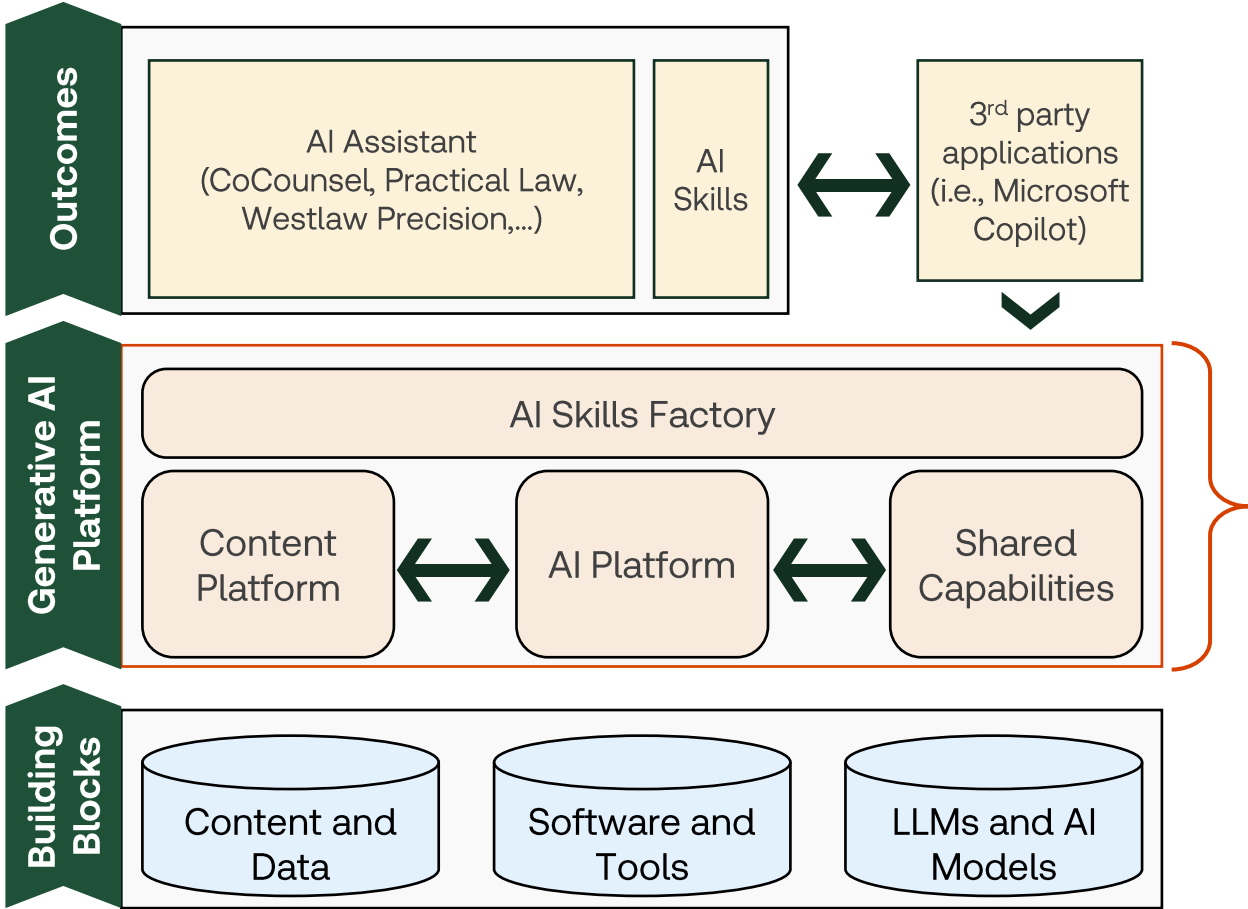 Outcomes
AI Assistant
(CoCounsel, Practical Law,
Westlaw Precision,...)
AI
Skills
3rd party
applications
(i.e., Microsoft
Copilot)
Generative AI
Platform
AI Skills Factory
Content
Platform
AI Platform
Shared
Capabilities
Building
Blocks
Content and
Data
Software and
Tools
LLMs and AI
Models